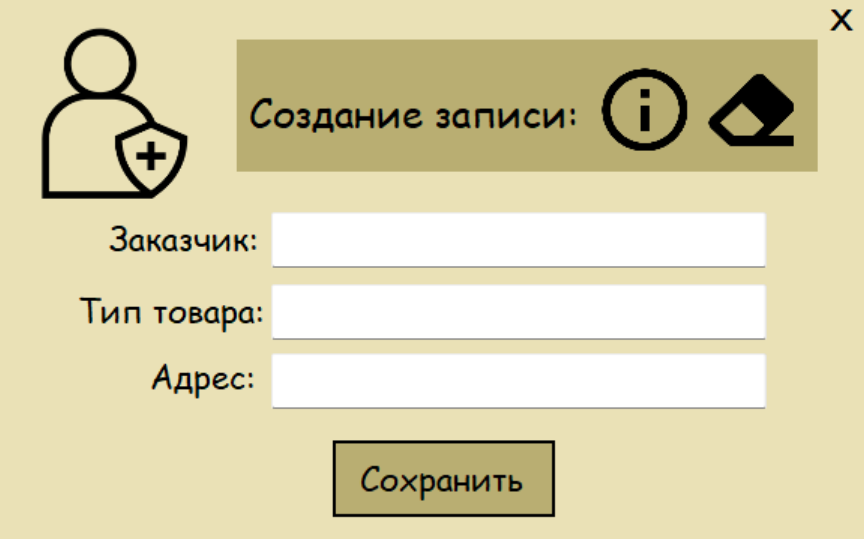 X
Создание записи:
Заказчик:
Тип товара:
Адрес:
Сохранить